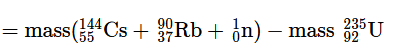 = mass(¹⁴⁴₅₅Cs + ⁹⁰₃₇Rb + ¹₀n) − mass ²³⁵₉₂U